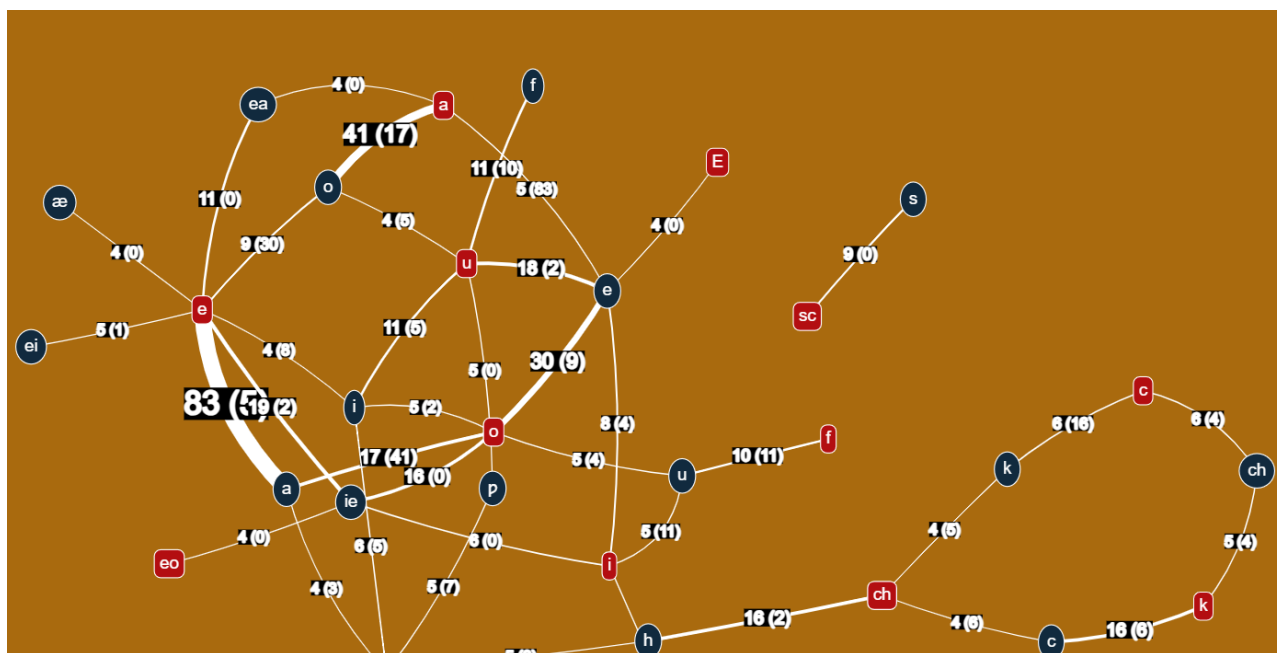 f
4 (0)
ea
a
41 (17)
E
11 (10)
5 (83)
o
æ
11 (0)
s
4 (5)
4 (0)
9 (30)
4 (0)
9 (0)
u
18 (2)
e
e
sc
11 (5)
5 (1)
ei
4 (8)
30 (9)
5 (0)
c
83 (5)
19 (2)
i
5 (2)
6 (16)
6 (4)
8 (4)
o
f
17 (41)
5 (4)
10 (11)
k
ch
16 (0)
u
a
p
ie
4 (0)
5 (11)
4 (5)
6 (5)
6 (0)
5 (4)
eo
i
4 (3)
5 (7)
ch
k
16 (2)
4 (6)
16 (6)
h
c